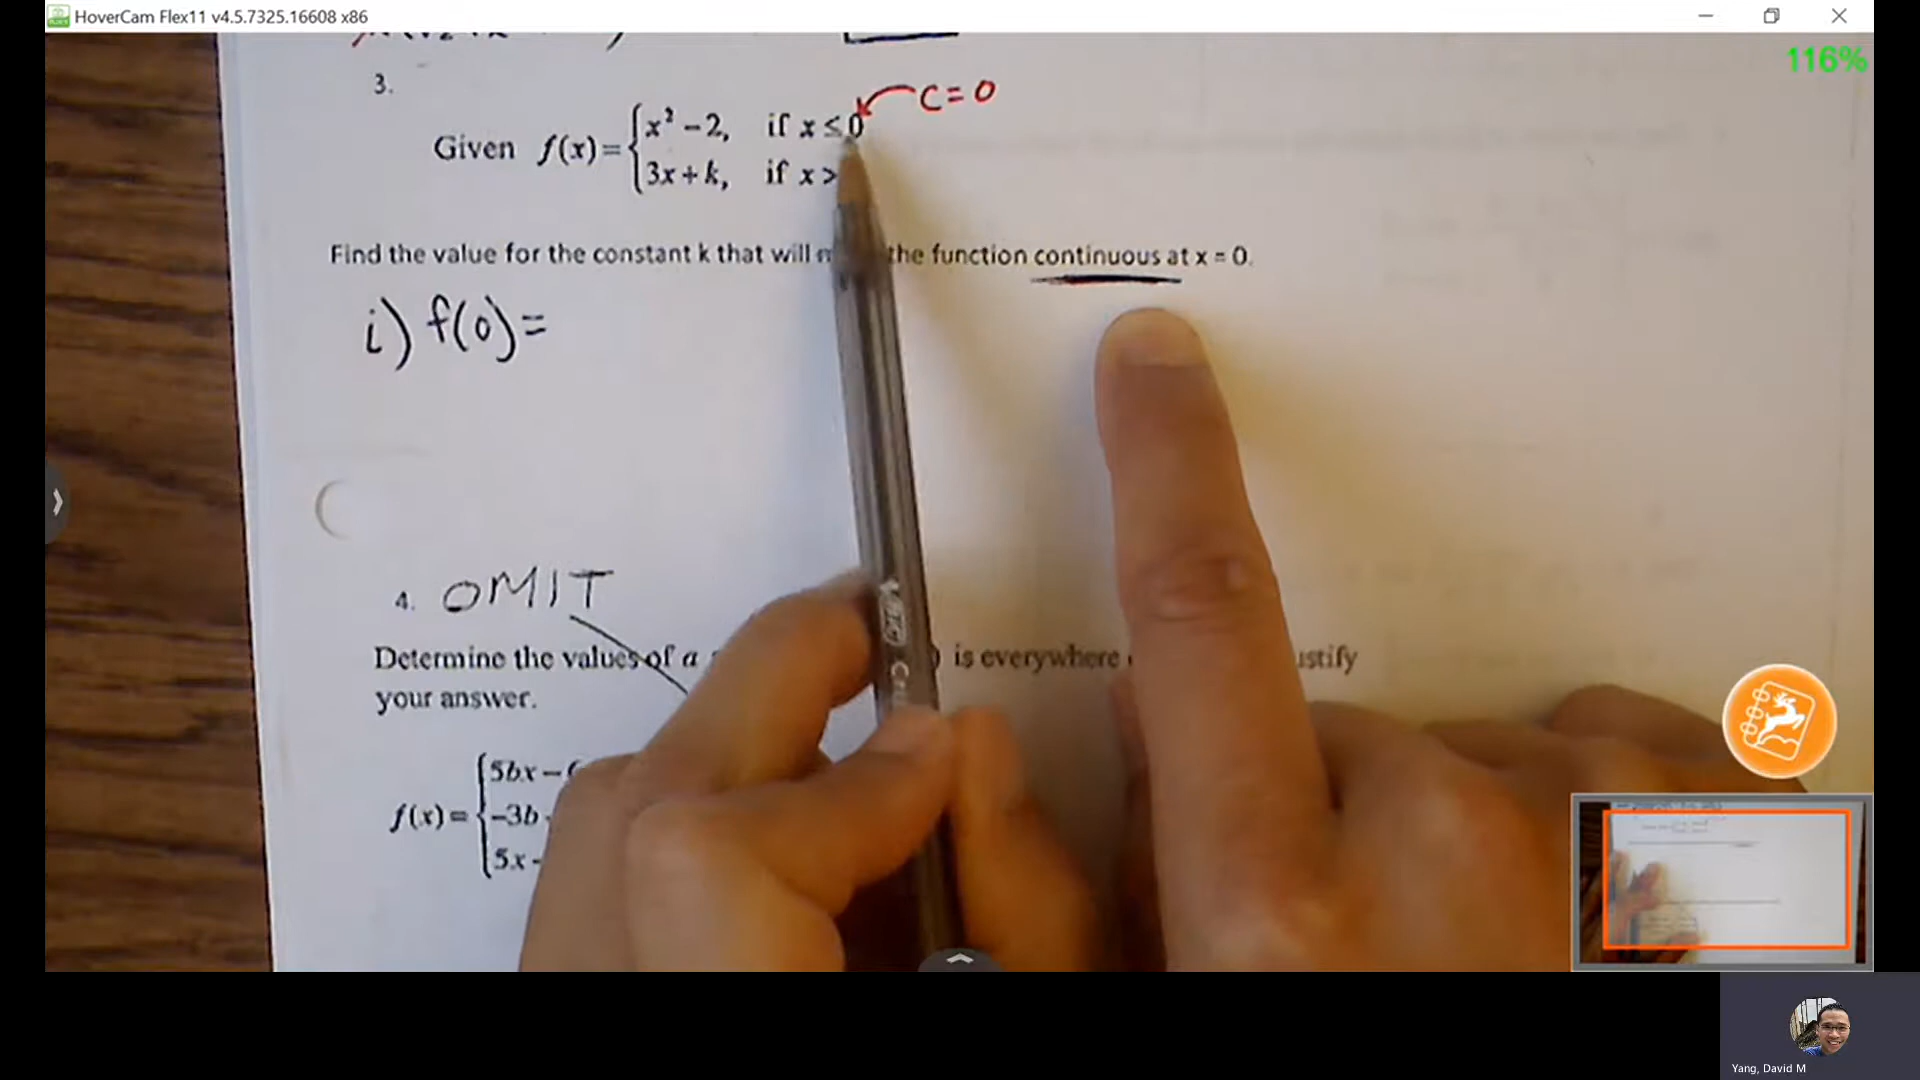 HoverCam Flex11 v4.5.7325.16608 x86
116%
3.
C = 0
Given f(x) = { x² - 2, if x ≤ 0
3x + k, if x >
Find the value for the constant k that will the function continuous at x = 0.
i) f(0) =
4. OMIT
Determine the values of a ) is everywhere
your answer.
5bx -
f(x) = { -3b
5x -
Yang, David M